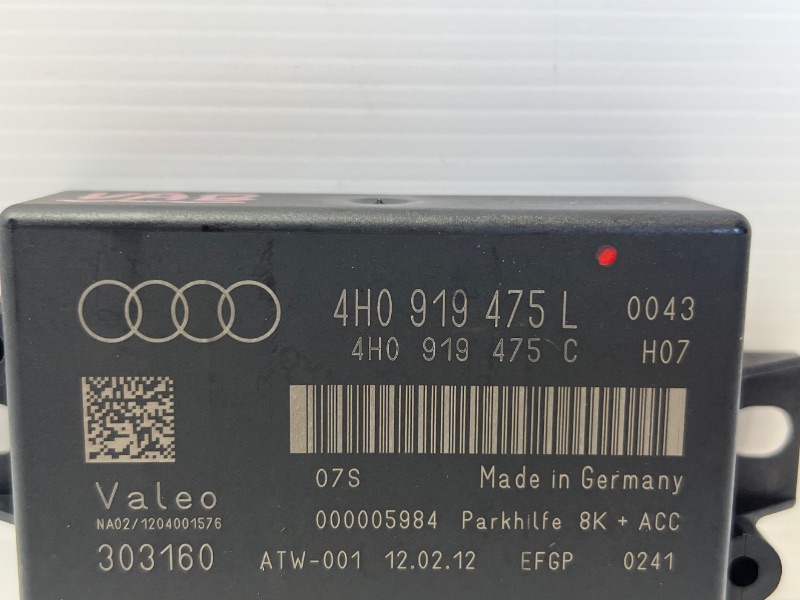 4H0 919 475 L 0043
4H0 919 475 C H07
07S Made in Germany
Valeo
NA02/1204001576
000005984 Parkhilfe 8K + ACC
303160 ATW-001 12.02.12 EFGP 0241